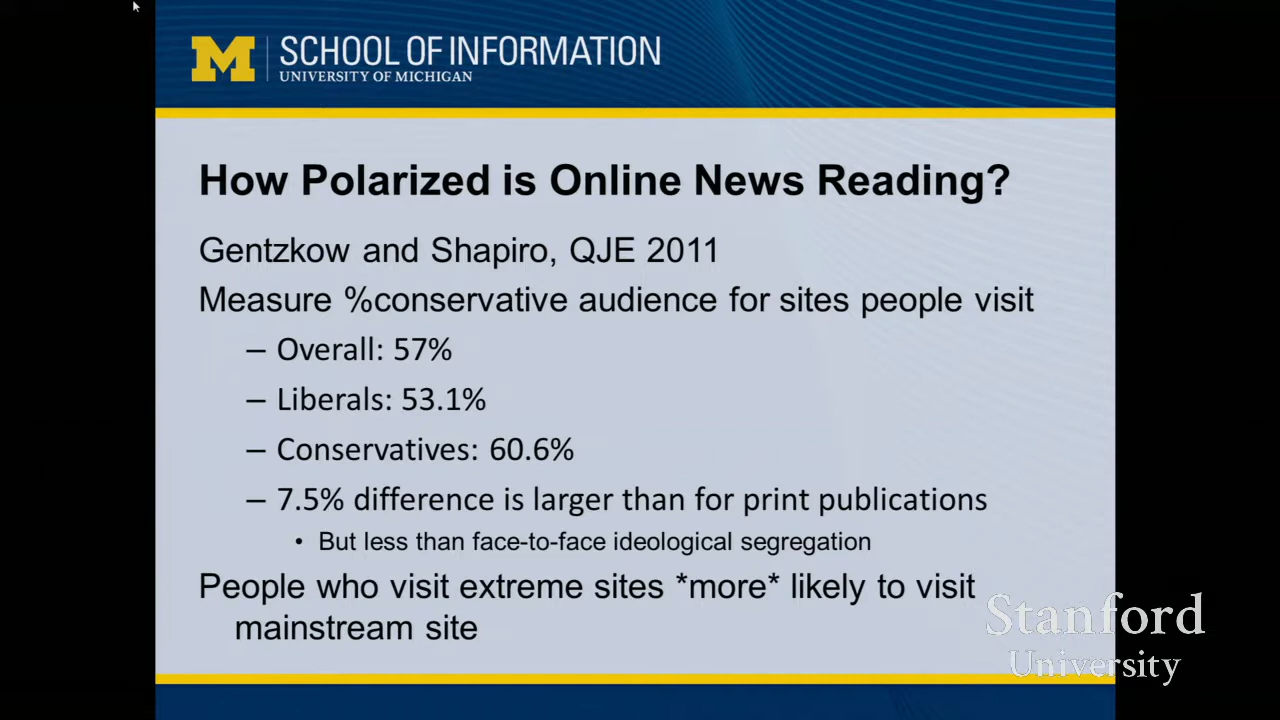 M SCHOOL OF INFORMATION
UNIVERSITY OF MICHIGAN
How Polarized is Online News Reading?
Gentzkow and Shapiro, QJE 2011
Measure %conservative audience for sites people visit
– Overall: 57%
– Liberals: 53.1%
– Conservatives: 60.6%
– 7.5% difference is larger than for print publications
• But less than face-to-face ideological segregation
People who visit extreme sites *more* likely to visit
mainstream site
Stanford
University